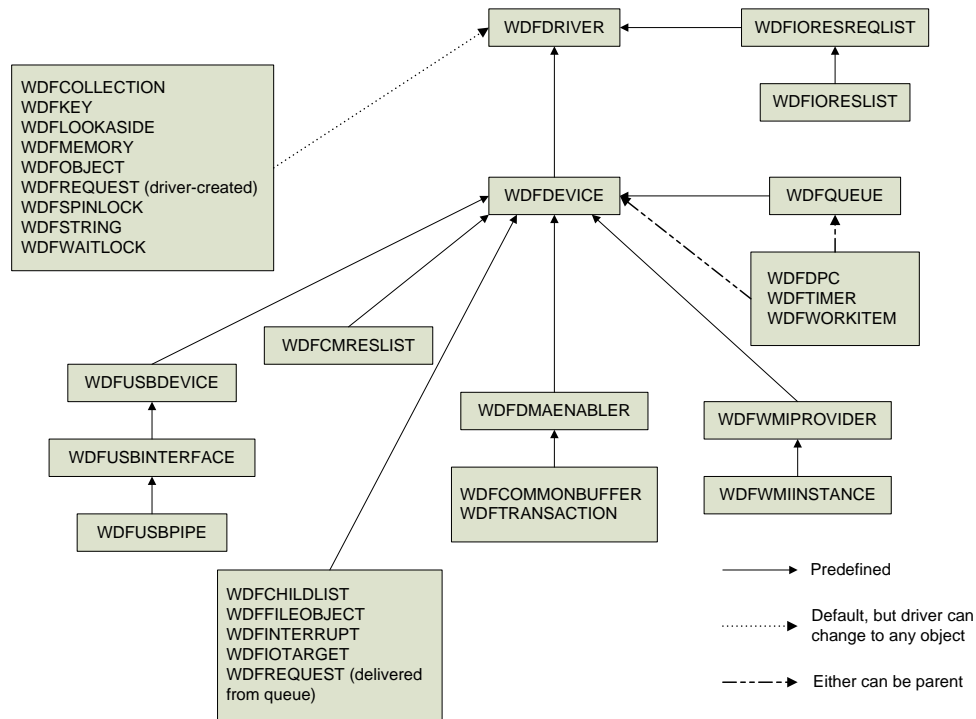 WDFDRIVER
WDFIORESREQLIST
WDFIORESLIST
WDFCOLLECTION
WDFKEY
WDFLOOKASIDE
WDFMEMORY
WDFOBJECT
WDFREQUEST (driver-created)
WDFSPINLOCK
WDFSTRING
WDFWAITLOCK
WDFDEVICE
WDFQUEUE
WDFDPC
WDFTIMER
WDFWORKITEM
WDFCMRESLIST
WDFUSBDEVICE
WDFUSBINTERFACE
WDFUSBPIPE
WDFDMAENABLER
WDFCOMMONBUFFER
WDFTRANSACTION
WDFWMIPROVIDER
WDFWMIINSTANCE
WDFCHILDLIST
WDFFILEOBJECT
WDFINTERRUPT
WDFIOTARGET
WDFREQUEST (delivered
from queue)
Predefined
Default, but driver can
change to any object
Either can be parent